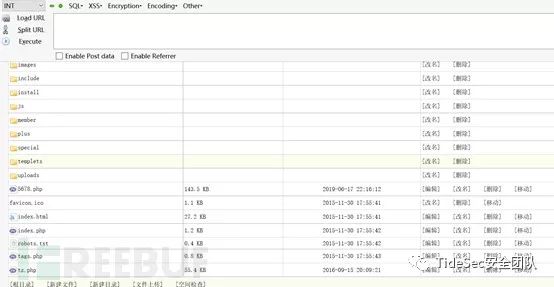 INT SQL▾ XSS▾ Encryption▾ Encoding▾ Other▾
Load URL
Split URL
Execute
Enable Post data Enable Referrer
images [改名] [删除]
include [改名] [删除]
install [改名] [删除]
js [改名] [删除]
member [改名] [删除]
plus [改名] [删除]
special [改名] [删除]
templets [改名] [删除]
uploads [改名] [删除]
5678.php 143.5 KB 2019-06-17 22:16:12 [编辑] [改名] [删除] [移动]
favicon.ico 1.1 KB 2015-11-30 17:55:41 [改名] [删除] [移动]
index.html 27.2 KB 2015-11-30 17:55:41 [编辑] [改名] [删除] [移动]
index.php 1.2 KB 2015-11-30 17:55:42 [编辑] [改名] [删除] [移动]
robots.txt 0.4 KB 2015-11-30 17:55:42 [编辑] [改名] [删除]
tags.php 0.8 KB 2015-11-30 17:55:43 [编辑] [改名] [删除]
tz.php 55.4 KB 2016-09-15 20:09:21 [编辑] [改名] [删除]
[根目录] [新建文件] [新建目录] [文件上传] [空间检查]
FREEBUF
TideSec安全团队